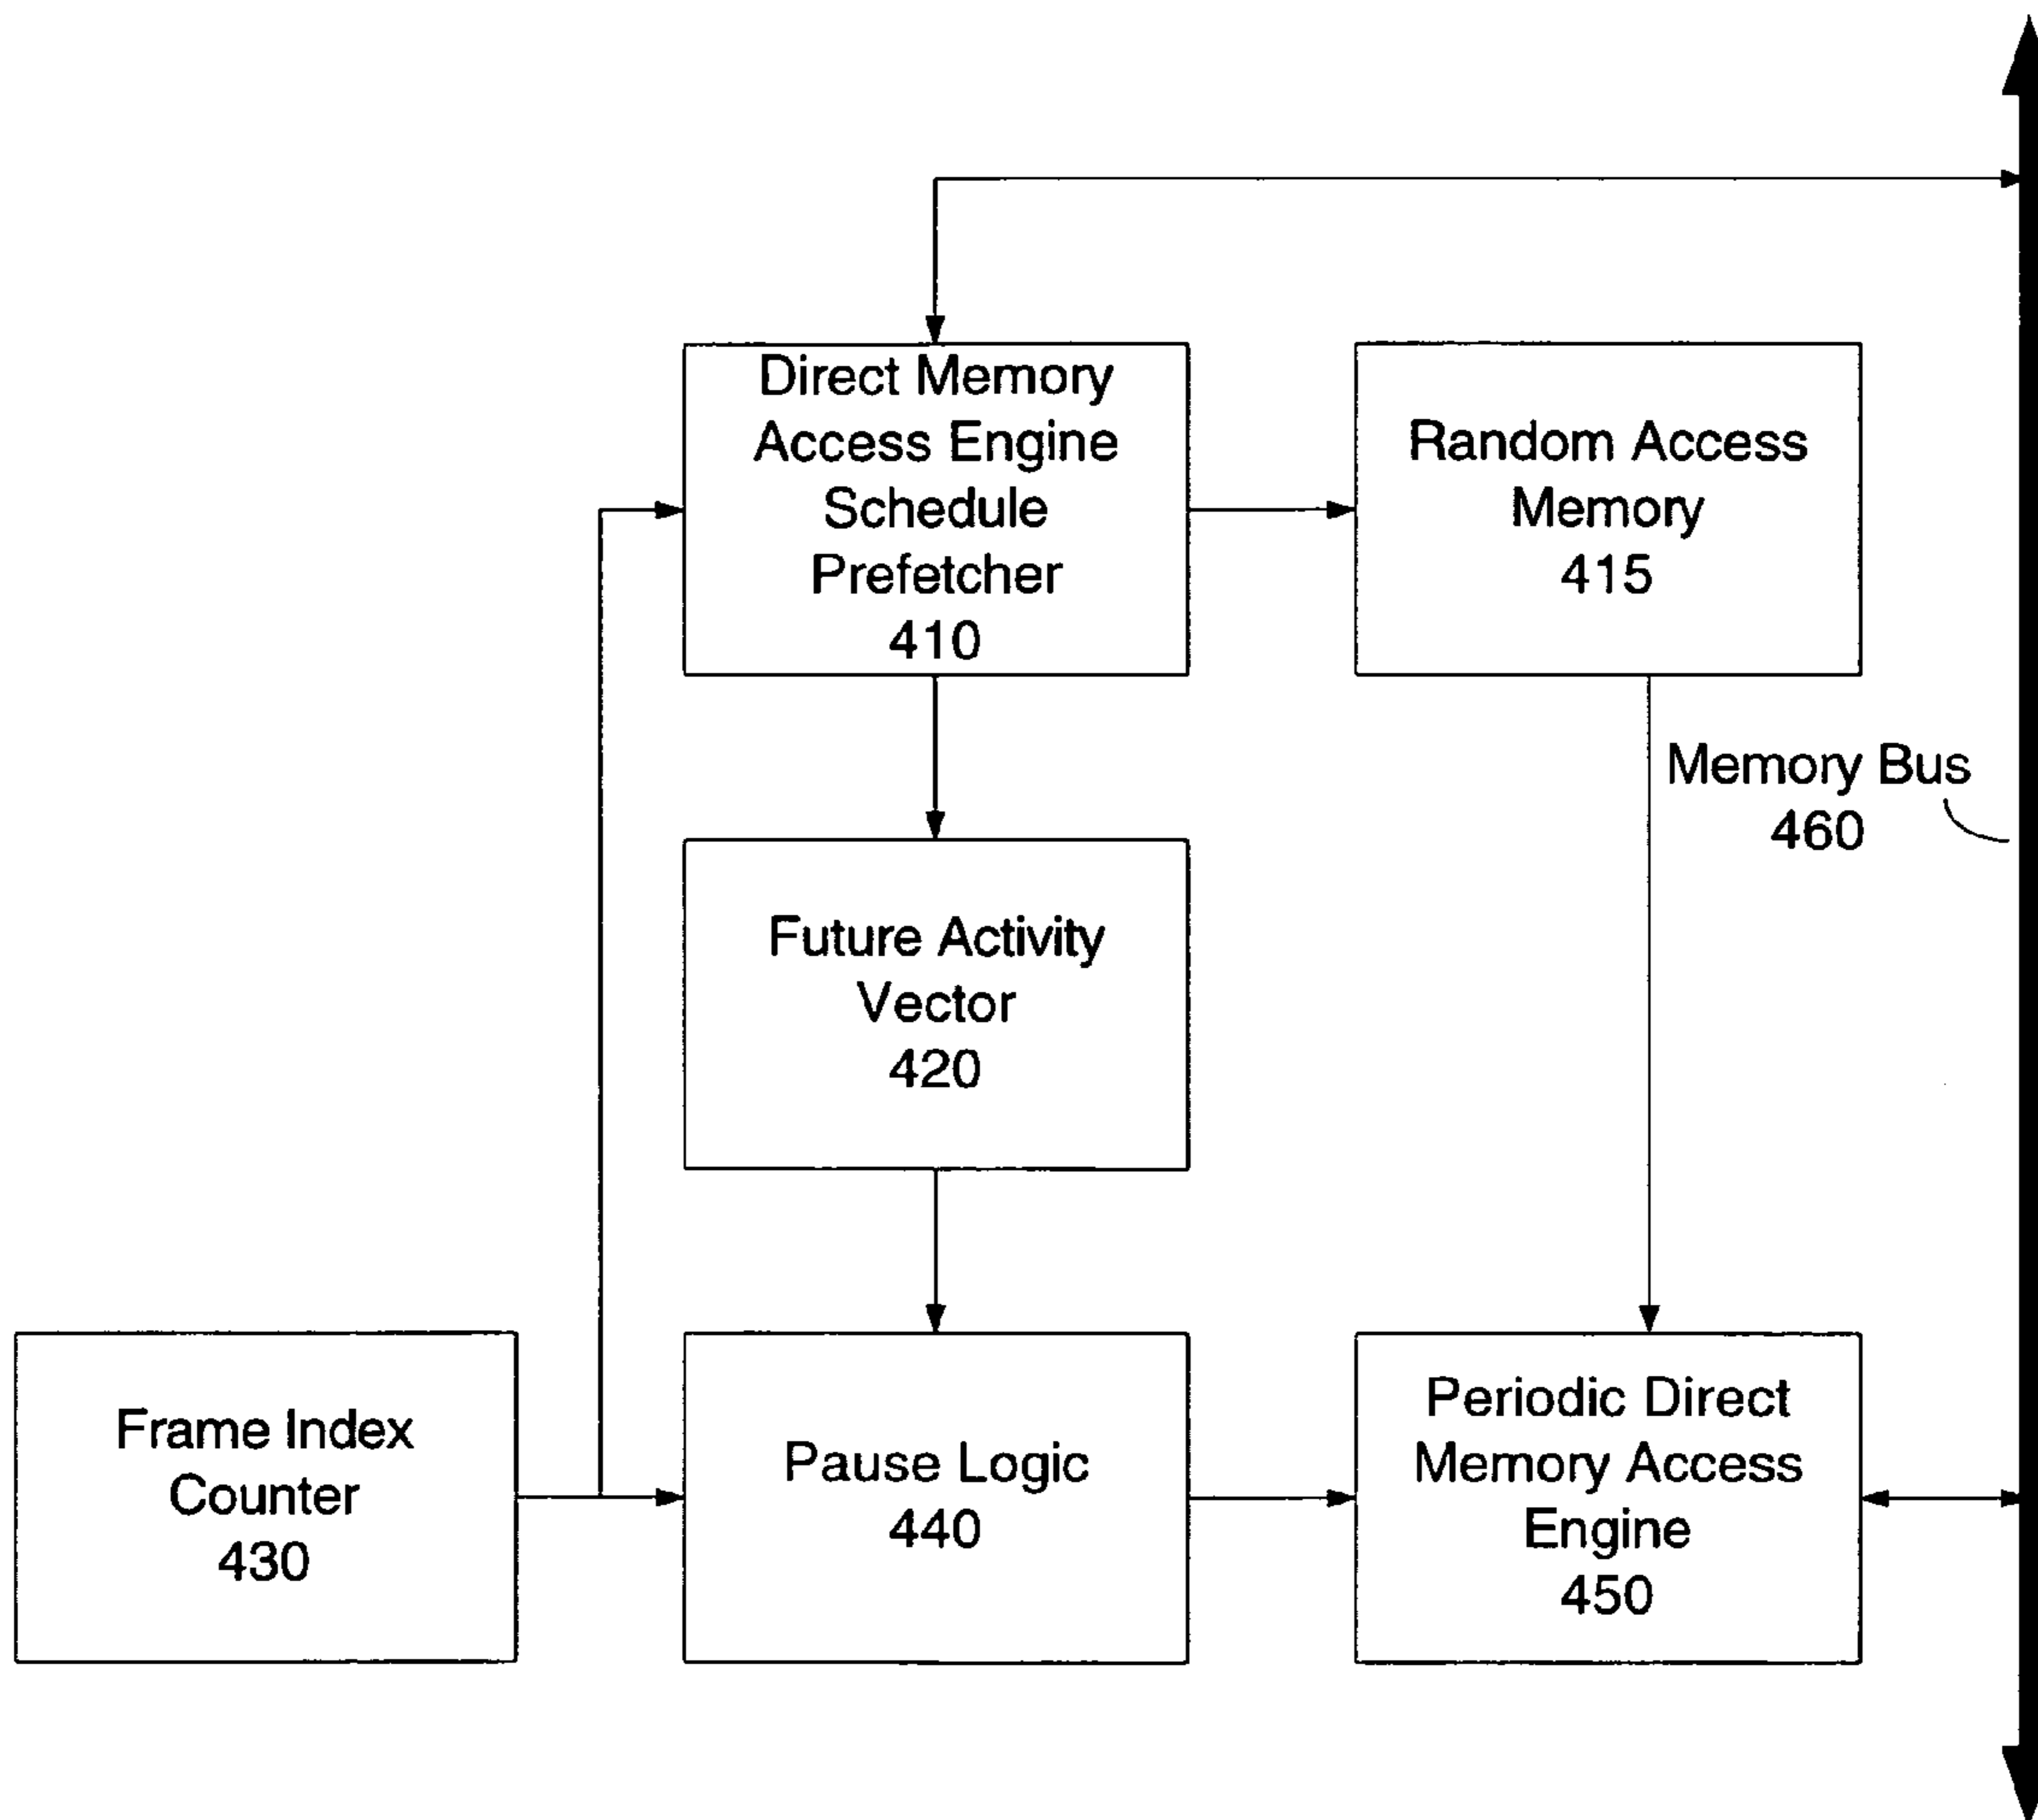 Direct Memory
Access Engine
Schedule
Prefetcher
410
Random Access
Memory
415
Memory Bus
460
Future Activity
Vector
420
Frame Index
Counter
430
Pause Logic
440
Periodic Direct
Memory Access
Engine
450